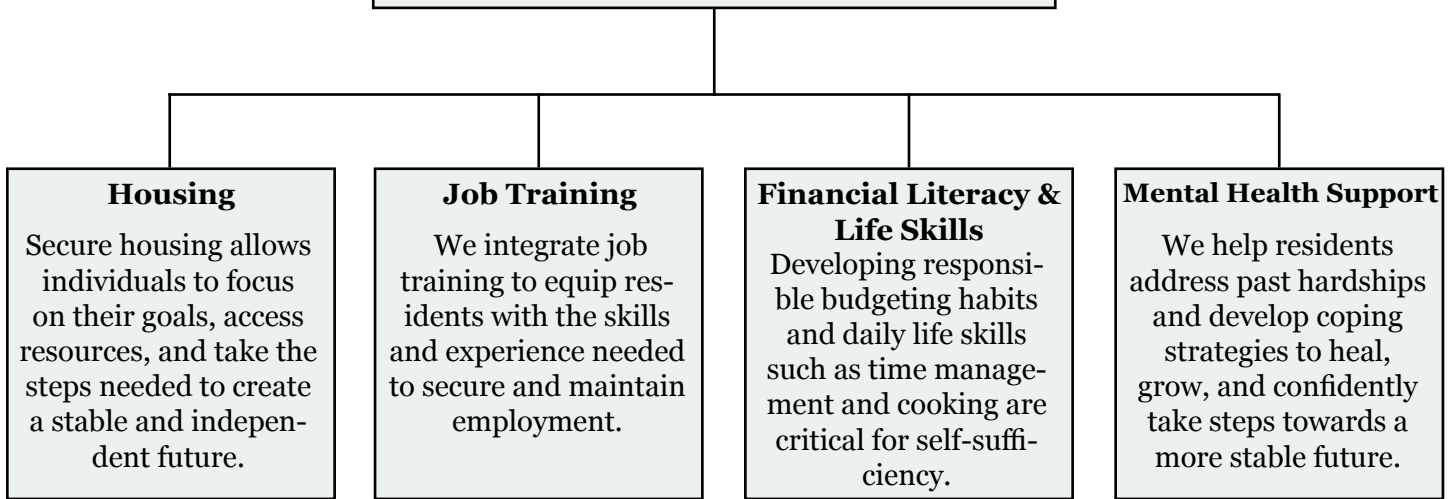 Housing
Secure housing allows
individuals to focus
on their goals, access
resources, and take the
steps needed to create
a stable and indepen-
dent future.
Job Training
We integrate job
training to equip res-
idents with the skills
and experience needed
to secure and maintain
employment.
Financial Literacy &
Life Skills
Developing responsi-
ble budgeting habits
and daily life skills
such as time manage-
ment and cooking are
critical for self-suffi-
ciency.
Mental Health Support
We help residents
address past hardships
and develop coping
strategies to heal,
grow, and confidently
take steps towards a
more stable future.